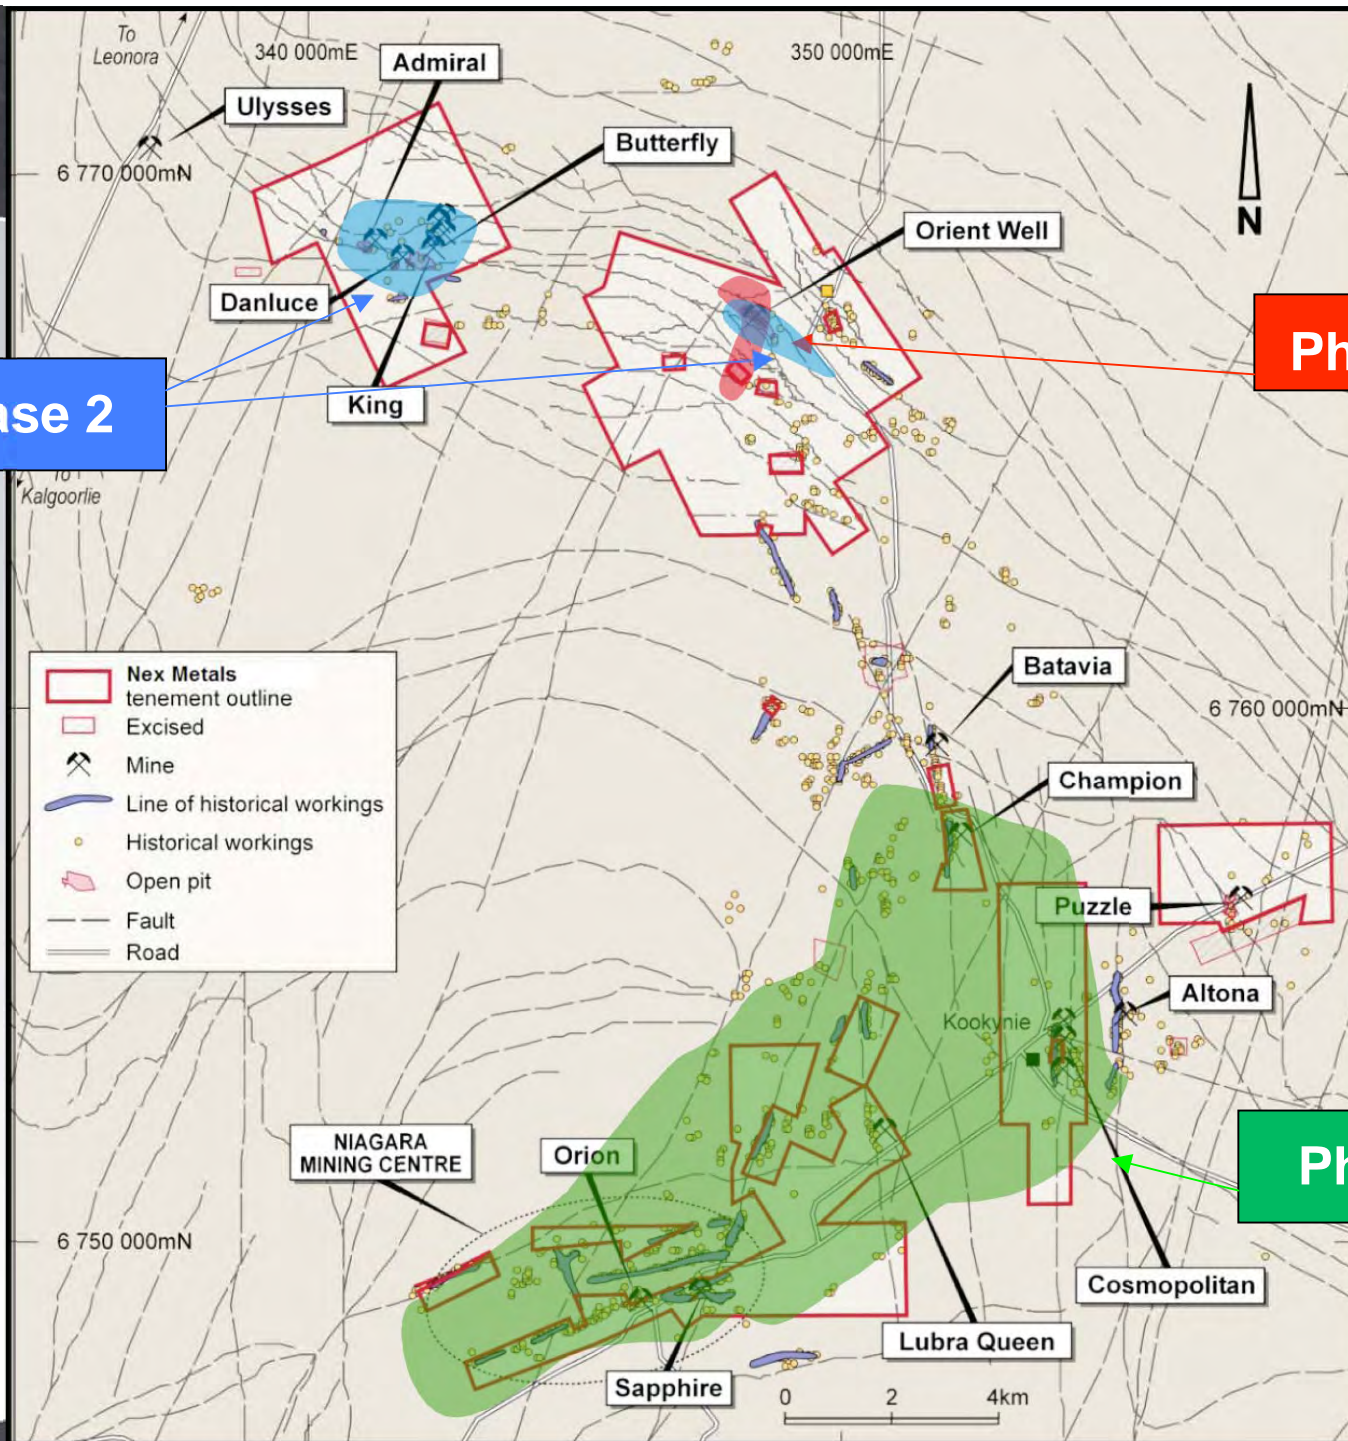 To
Leonora
340 000mE
Admiral
350 000mE
Ulysses
Butterfly
6 770 000mN
N
Orient Well
Danluce
Ph
King
ase 2
To
Kalgoorlie
Nex Metals
tenement outline
Excised
Mine
Line of historical workings
Historical workings
Open pit
Fault
Road
Batavia
6 760 000mN
Champion
Puzzle
Altona
Kookynie
NIAGARA
MINING CENTRE
Orion
Ph
6 750 000mN
Cosmopolitan
Lubra Queen
Sapphire
0 2 4km